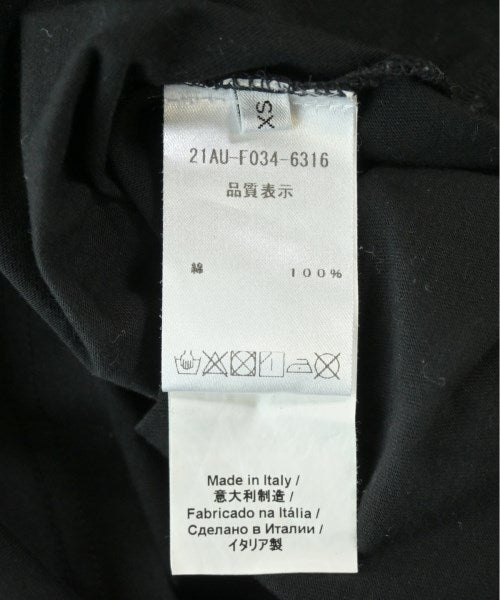 XS
21AU-F034-6316
品質表示
綿 100%
Made in Italy /
意大利制造 /
Fabricado na Itália /
Сделано в Италии /
イタリア製